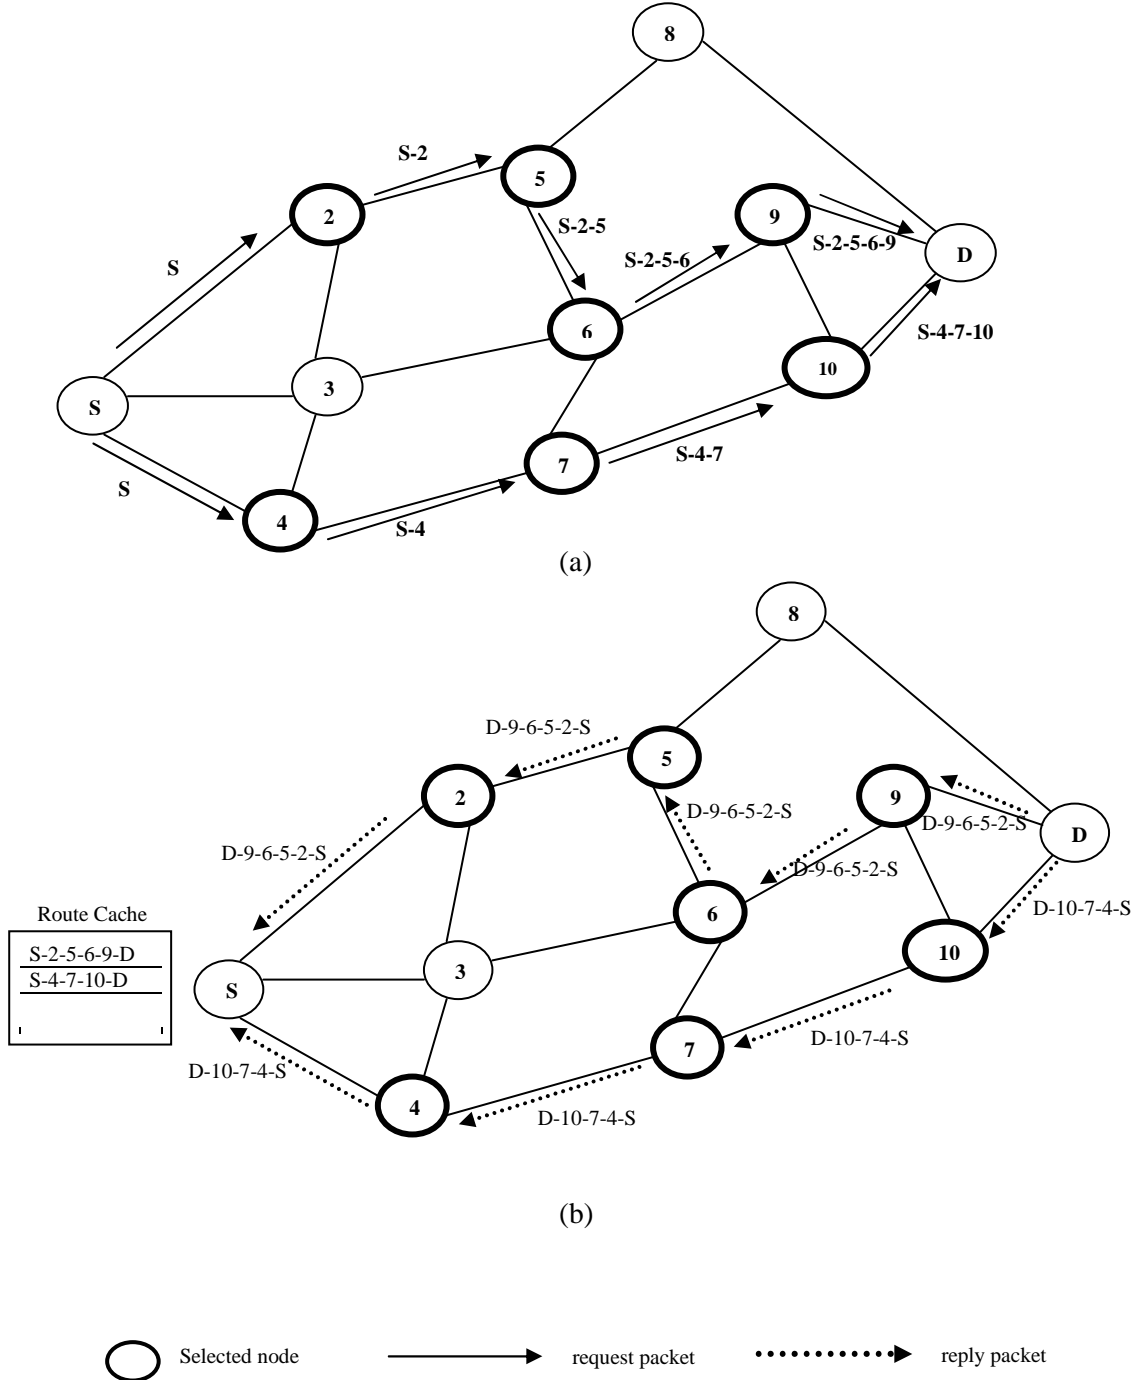 8
S-2
5
2
9
S-2-5
S-2-5-6-9
S
S-2-5-6
D
6
S-4-7-10
3
10
S
S-4-7
7
S
4
S-4
(a)
8
D-9-6-5-2-S
5
2
9
D-9-6-5-2-S
D-9-6-5-2-S
D
D-9-6-5-2-S
D-9-6-5-2-S
Route Cache
6
D-10-7-4-S
S-2-5-6-9-D
10
S-4-7-10-D
3
S
D-10-7-4-S
7
D-10-7-4-S
4
D-10-7-4-S
(b)
Selected node
request packet
reply packet